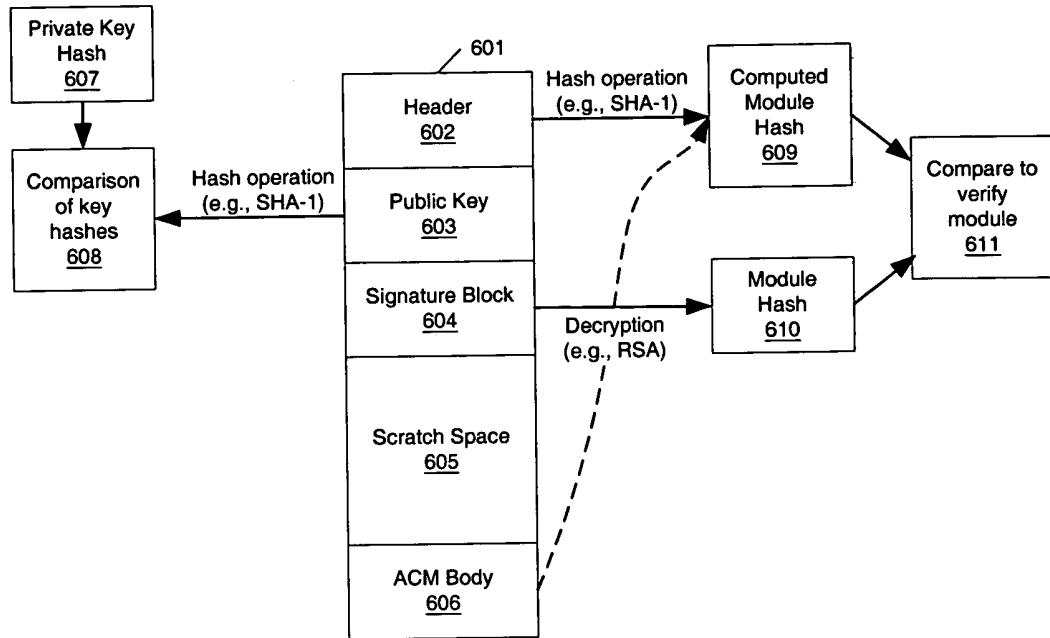 Private Key
Hash
607
Comparison
of key
hashes
608
Hash operation
(e.g., SHA-1)
601
Header
602
Public Key
603
Signature Block
604
Scratch Space
605
ACM Body
606
Hash operation
(e.g., SHA-1)
Decryption
(e.g., RSA)
Computed
Module
Hash
609
Module
Hash
610
Compare to
verify
module
611